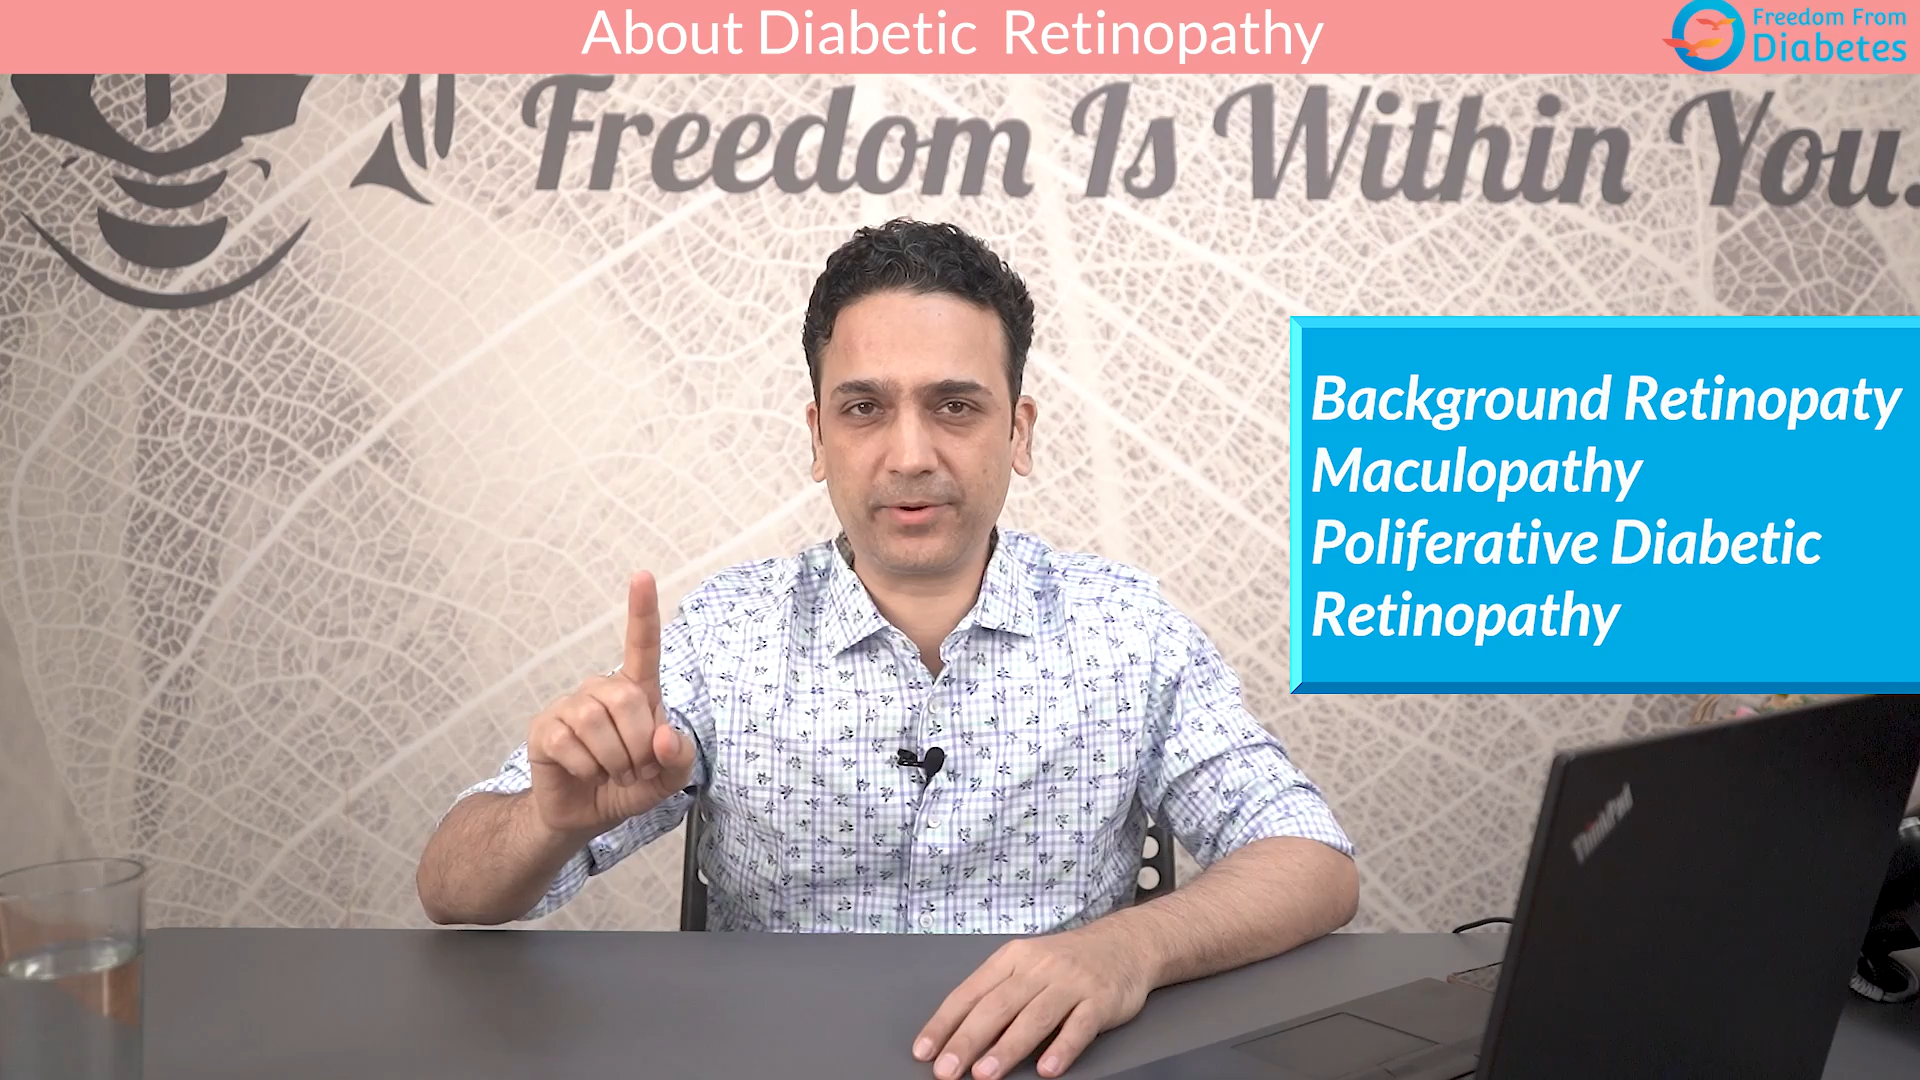 About Diabetic Retinopathy
Freedom From
Diabetes
Freedom Is Within You.
Background Retinopaty
Maculopathy
Poliferative Diabetic
Retinopathy
ThinkPad